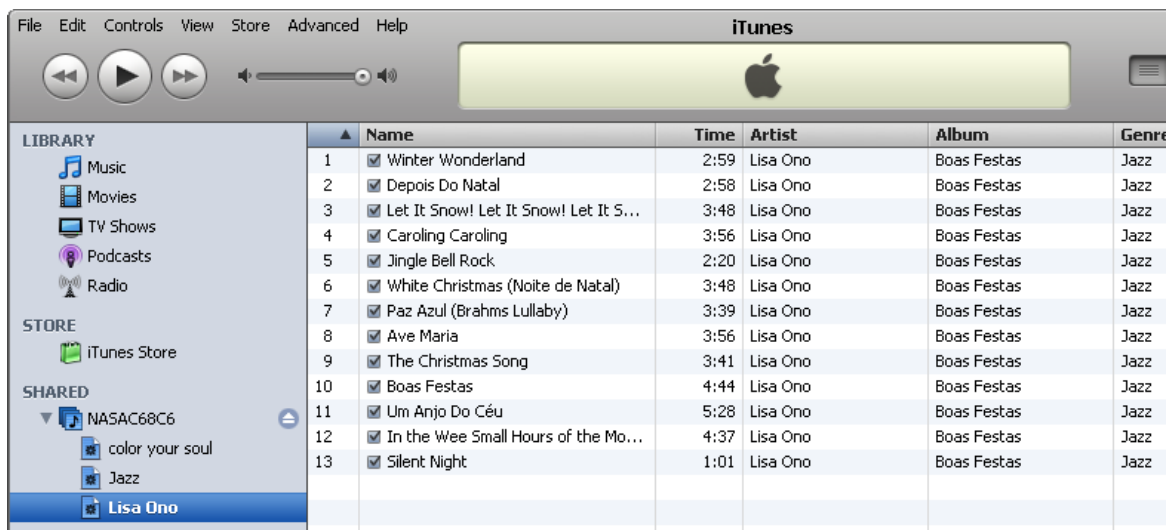 File Edit Controls View Store Advanced Help
iTunes
LIBRARY
Music
Movies
TV Shows
Podcasts
Radio
STORE
iTunes Store
SHARED
NASAC68C6
color your soul
Jazz
Lisa Ono
Name Time Artist Album Genre
1 Winter Wonderland 2:59 Lisa Ono Boas Festas Jazz
2 Depois Do Natal 2:58 Lisa Ono Boas Festas Jazz
3 Let It Snow! Let It Snow! Let It S... 3:48 Lisa Ono Boas Festas Jazz
4 Caroling Caroling 3:56 Lisa Ono Boas Festas Jazz
5 Jingle Bell Rock 2:20 Lisa Ono Boas Festas Jazz
6 White Christmas (Noite de Natal) 3:48 Lisa Ono Boas Festas Jazz
7 Paz Azul (Brahms Lullaby) 3:39 Lisa Ono Boas Festas Jazz
8 Ave Maria 3:56 Lisa Ono Boas Festas Jazz
9 The Christmas Song 3:41 Lisa Ono Boas Festas Jazz
10 Boas Festas 4:44 Lisa Ono Boas Festas Jazz
11 Um Anjo Do Céu 5:28 Lisa Ono Boas Festas Jazz
12 In the Wee Small Hours of the Mo... 4:37 Lisa Ono Boas Festas Jazz
13 Silent Night 1:01 Lisa Ono Boas Festas Jazz